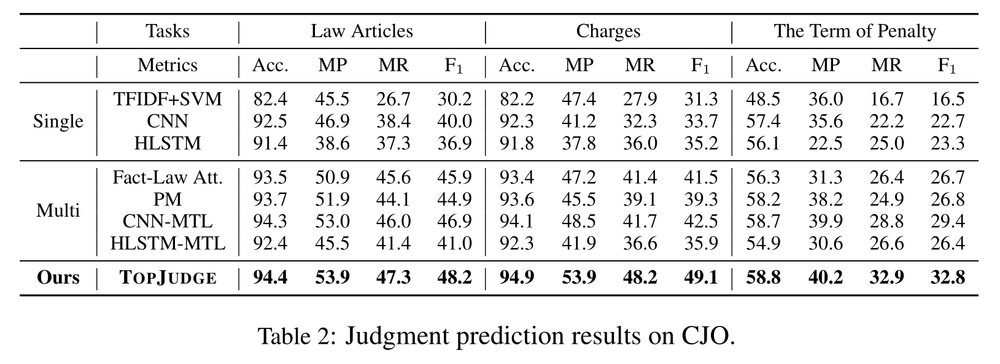 Tasks Law Articles Charges The Term of Penalty
Metrics Acc. MP MR F1 Acc. MP MR F1 Acc. MP MR F1
TFIDF+SVM 82.4 45.5 26.7 30.2 82.2 47.4 27.9 31.3 48.5 36.0 16.7 16.5
Single CNN 92.5 46.9 38.4 40.0 92.3 41.2 32.3 33.7 57.4 35.6 22.2 22.7
HLSTM 91.4 38.6 37.3 36.9 91.8 37.8 36.0 35.2 56.1 22.5 25.0 23.3
Fact-Law Att. 93.5 50.9 45.6 45.9 93.4 47.2 41.4 41.5 56.3 31.3 26.4 26.7
Multi PM 93.7 51.9 44.1 44.9 93.6 45.5 39.1 39.3 58.2 38.2 24.9 26.8
CNN-MTL 94.3 53.0 46.0 46.9 94.1 48.5 41.7 42.5 58.7 39.9 28.8 29.4
HLSTM-MTL 92.4 45.5 41.4 41.0 92.3 41.9 36.6 35.9 54.9 30.6 26.6 26.4
Ours TOPJUDGE 94.4 53.9 47.3 48.2 94.9 53.9 48.2 49.1 58.8 40.2 32.9 32.8
Table 2: Judgment prediction results on CJO.